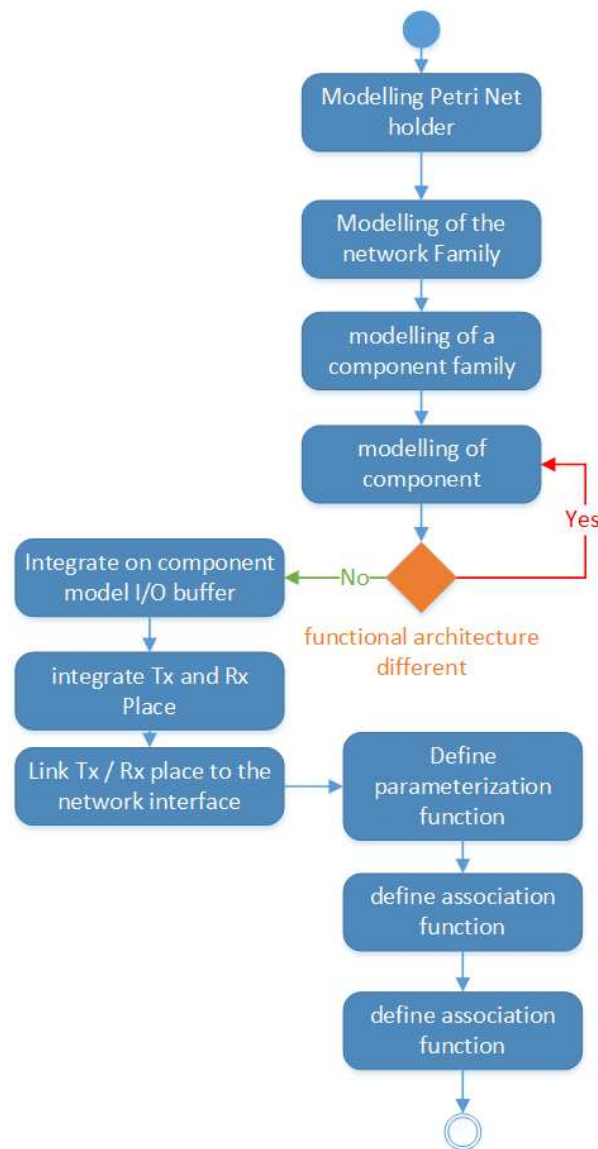 Modelling Petri Net
holder
Modelling of the
network Family
modelling of a
component family
modelling of
component
Yes
No
functional architecture
different
Integrate on component
model I/O buffer
integrate Tx and Rx
Place
Link Tx / Rx place to the
network interface
Define
parameterization
function
define association
function
define association
function